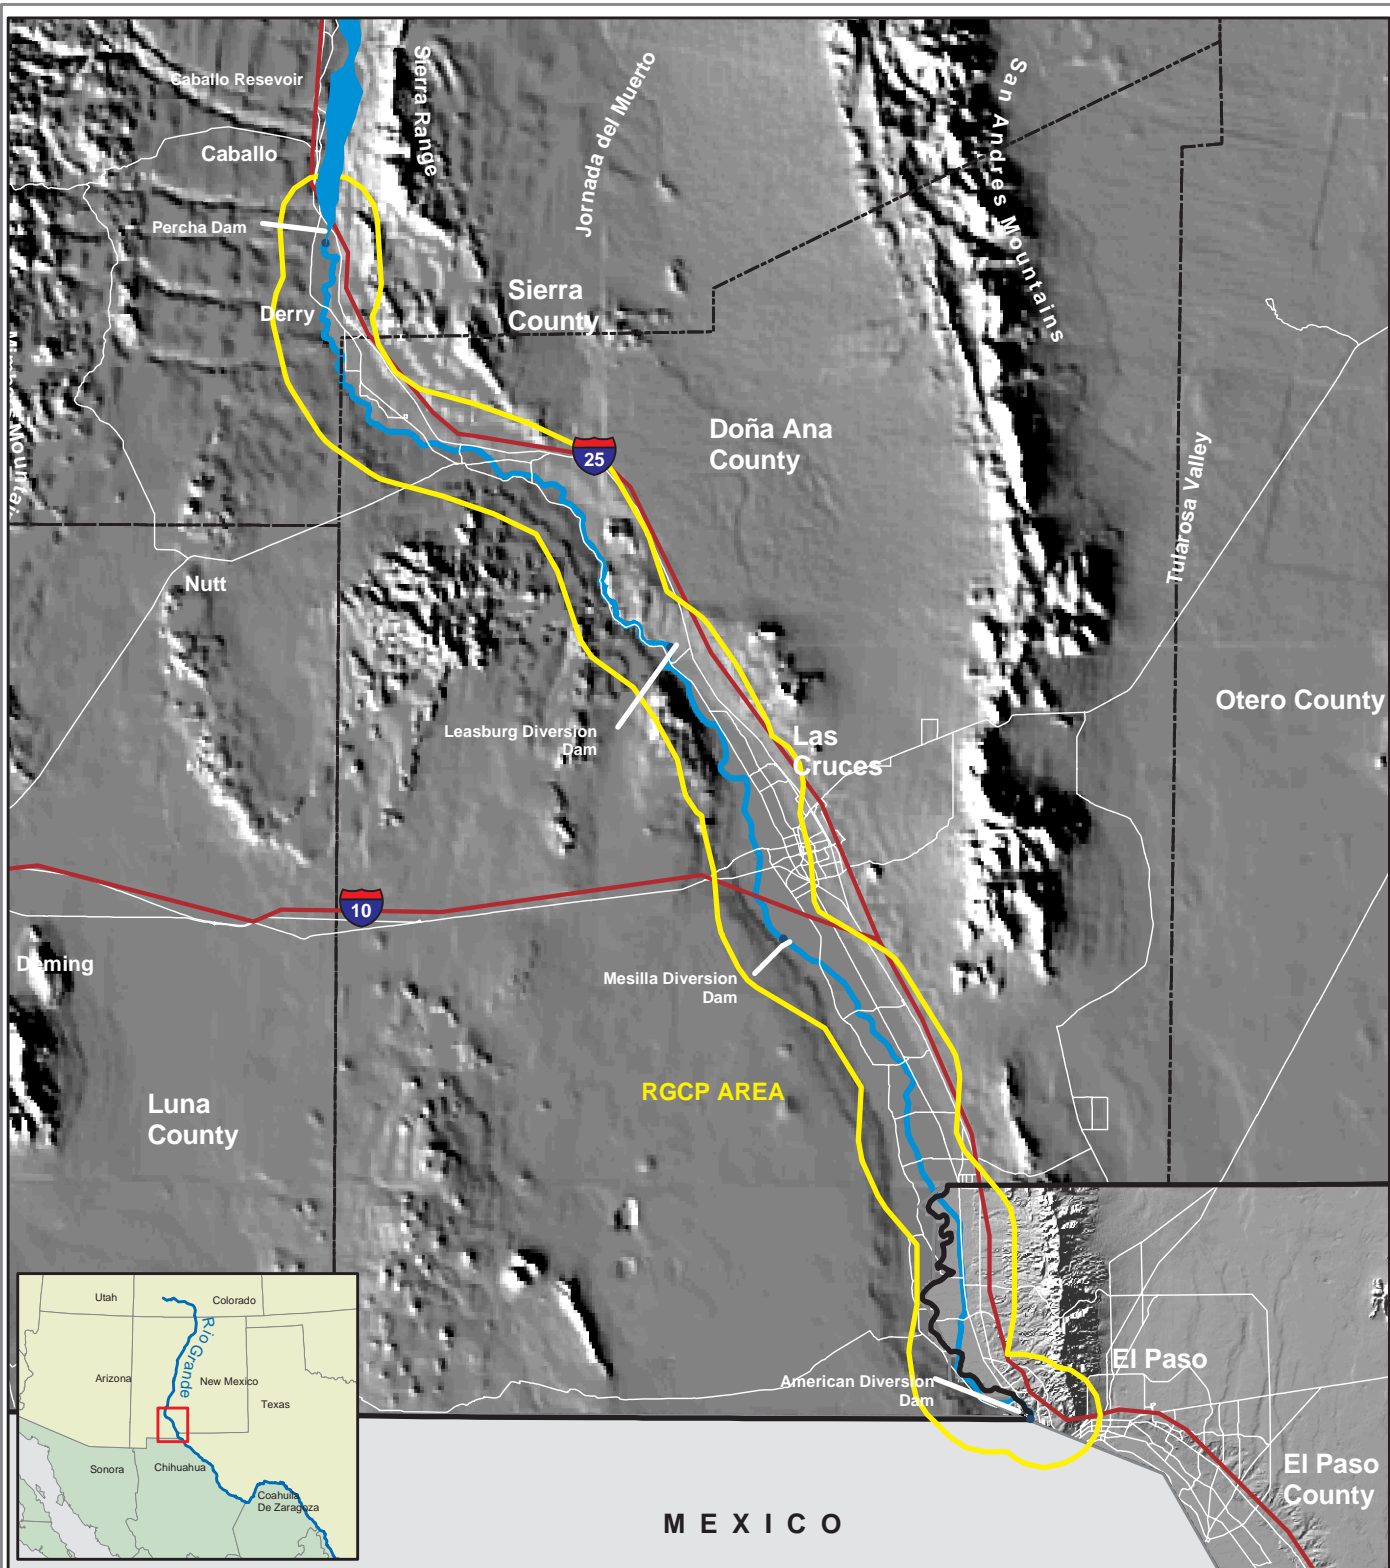 Caballo Resevoir
Sierra Range
Jornada del Muerto
San Andres Mountains
Caballo
Percha Dam
Sierra
County
Derry
Doña Ana
County
25
Tularosa Valley
Nutt
Otero County
Leasburg Diversion
Dam
Las
Cruces
10
Deming
Mesilla Diversion
Dam
RGCP AREA
Luna
County
El Paso
American Diversion
Dam
El Paso
County
MEXICO
Utah
Colorado
Rio Grande
Arizona
New Mexico
Texas
Sonora
Chihuahua
Coahuila
De Zaragoza